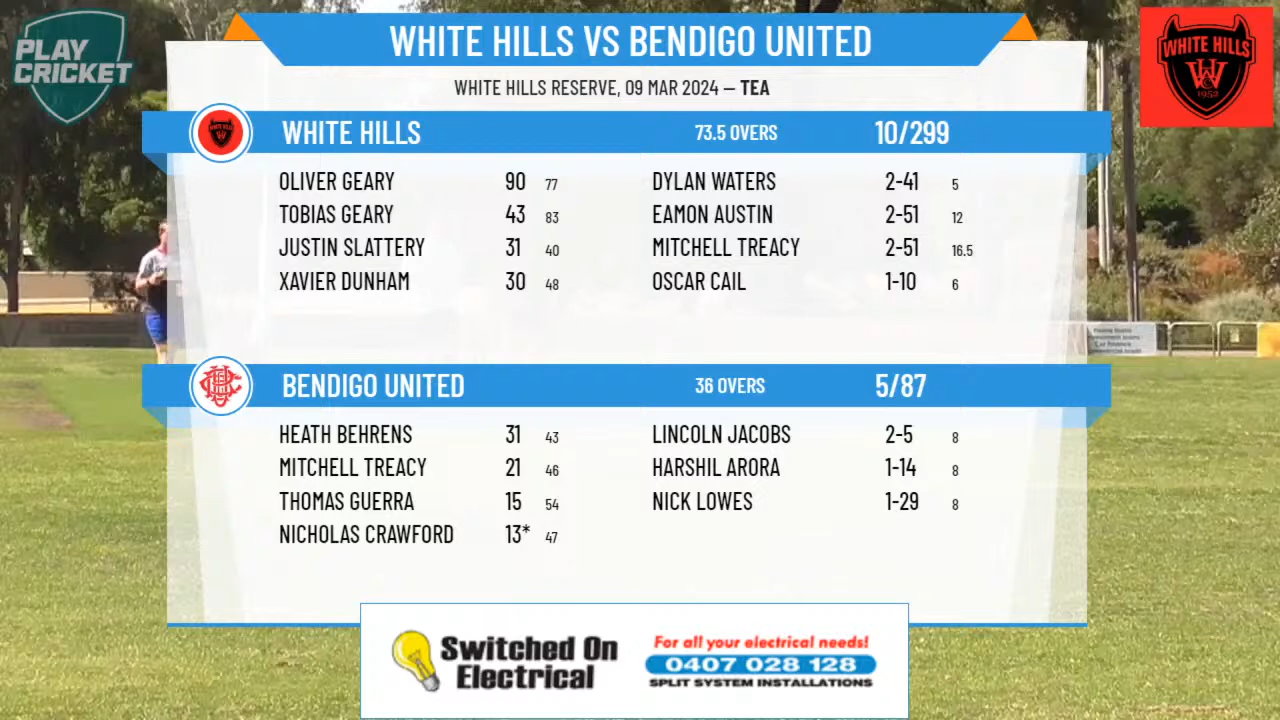 PLAY
CRICKET
WHITE HILLS VS BENDIGO UNITED
WHITE HILLS
1952
WHITE HILLS RESERVE, 09 MAR 2024 – TEA
WHITE HILLS 73.5 OVERS 10/299
OLIVER GEARY 90 77 DYLAN WATERS 2-41 5
TOBIAS GEARY 43 83 EAMON AUSTIN 2-51 12
JUSTIN SLATTERY 31 40 MITCHELL TREACY 2-51 16.5
XAVIER DUNHAM 30 48 OSCAR CAIL 1-10 6
BENDIGO UNITED 36 OVERS 5/87
HEATH BEHRENS 31 43 LINCOLN JACOBS 2-5 8
MITCHELL TREACY 21 46 HARSHIL ARORA 1-14 8
THOMAS GUERRA 15 54 NICK LOWES 1-29 8
NICHOLAS CRAWFORD 13* 47
Switched On
Electrical
For all your electrical needs!
0407 028 128
SPLIT SYSTEM INSTALLATIONS